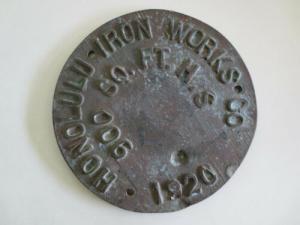 HONOLULU · IRON WORKS · CO ·
900 SQ. FT. H. S
· 1920